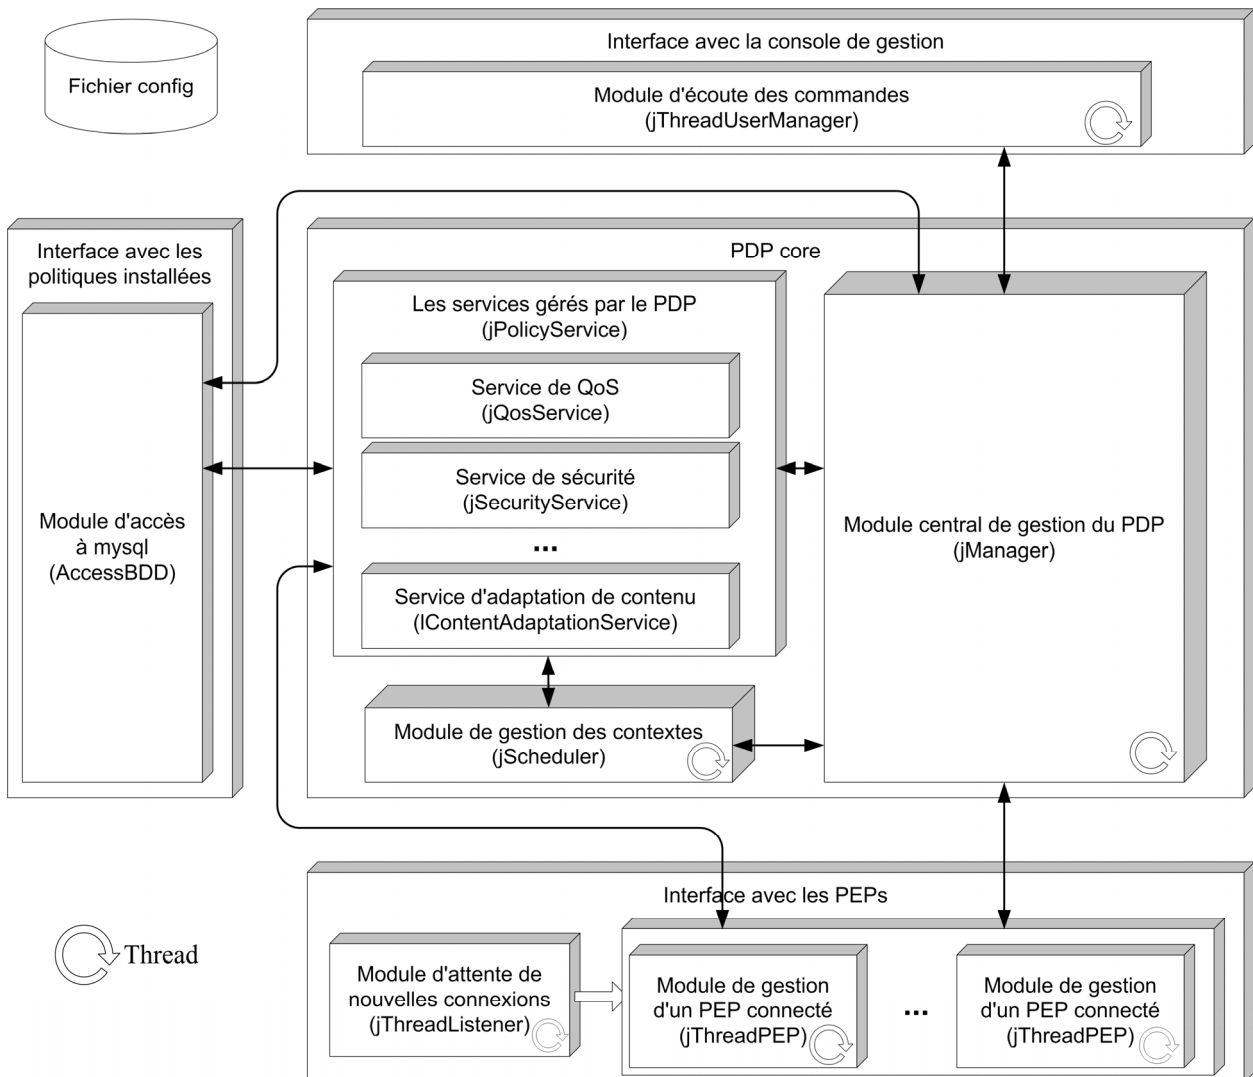 Fichier config
Interface avec la console de gestion
Module d'écoute des commandes
(jThreadUserManager)
Interface avec les
politiques installées
Module d'accès
à mysql
(AccessBDD)
PDP core
Les services gérés par le PDP
(jPolicyService)
Service de QoS
(jQosService)
Service de sécurité
(jSecurityService)
...
Service d'adaptation de contenu
(IContentAdaptationService)
Module de gestion des contextes
(jScheduler)
Module central de gestion du PDP
(jManager)
Thread
Interface avec les PEPs
Module d'attente de
nouvelles connexions
(jThreadListener)
Module de gestion
d'un PEP connecté
(jThreadPEP)
...
Module de gestion
d'un PEP connecté
(jThreadPEP)